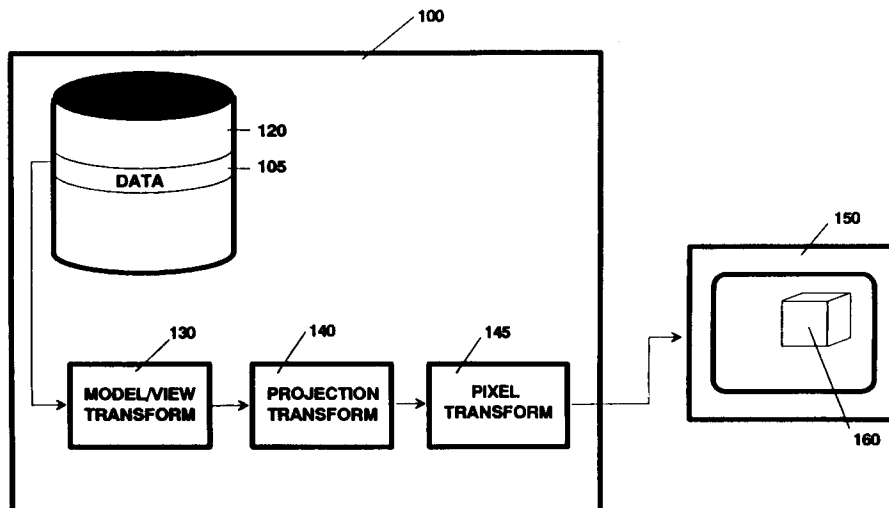 100
120
105
DATA
150
130
140
145
MODEL/VIEW
TRANSFORM
PROJECTION
TRANSFORM
PIXEL
TRANSFORM
160